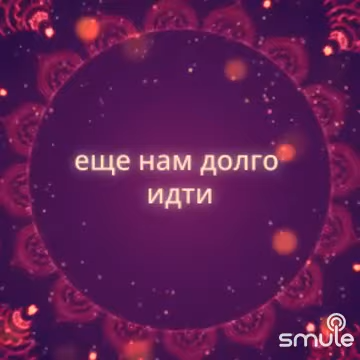 еще нам долго
идти
smule